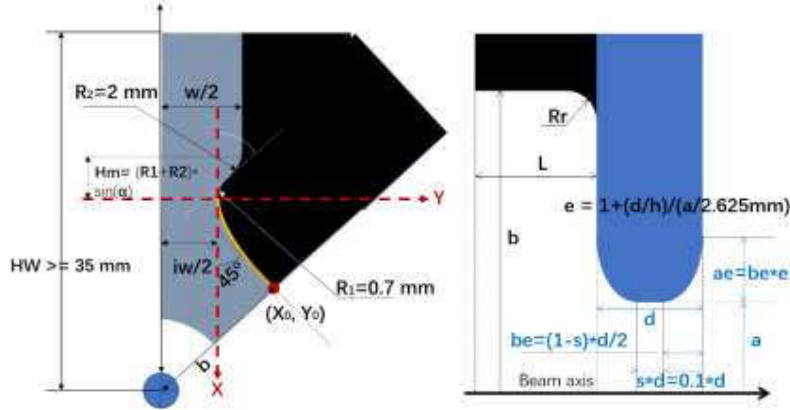 R₂=2 mm
w/2
Hm= (R1+R2)*
sin(α)
Y
HW >= 35 mm
iw/2
45°
R₁=0.7 mm
(X₀, Y₀)
b
X
Rr
L
e = 1+(d/h)/(a/2.625mm)
b
ae=be*e
d
be=(1-s)*d/2
a
Beam axis
s*d=0.1*d